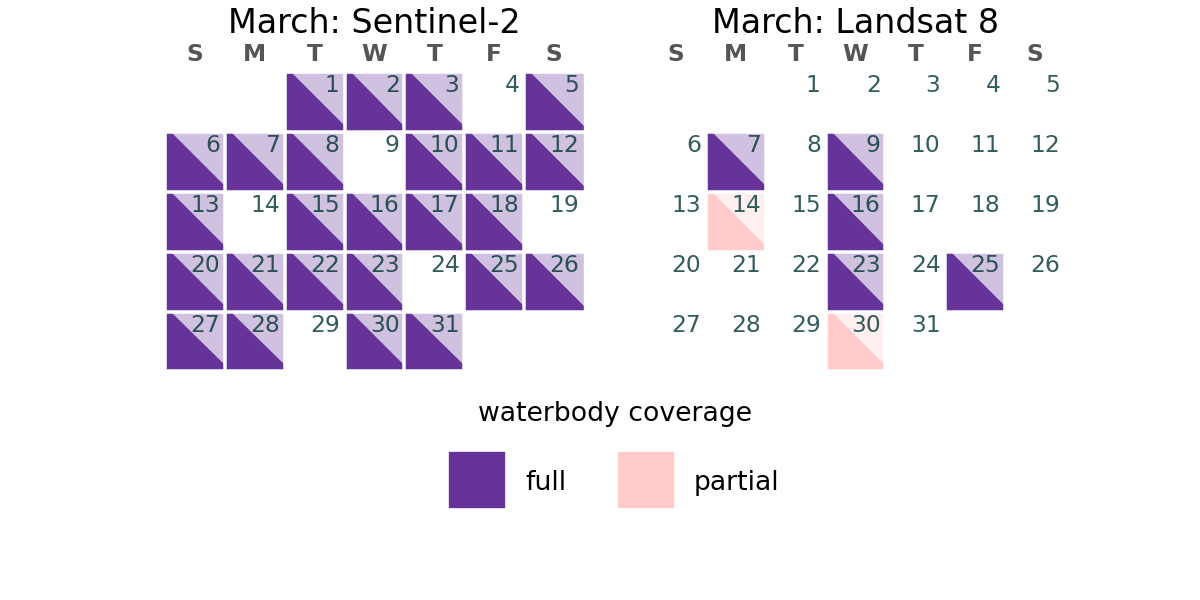 March: Sentinel-2
S M T W T F S
1 2 3 4 5
6 7 8 9 10 11 12
13 14 15 16 17 18 19
20 21 22 23 24 25 26
27 28 29 30 31
March: Landsat 8
S M T W T F S
1 2 3 4 5
6 7 8 9 10 11 12
13 14 15 16 17 18 19
20 21 22 23 24 25 26
27 28 29 30 31
waterbody coverage
full partial